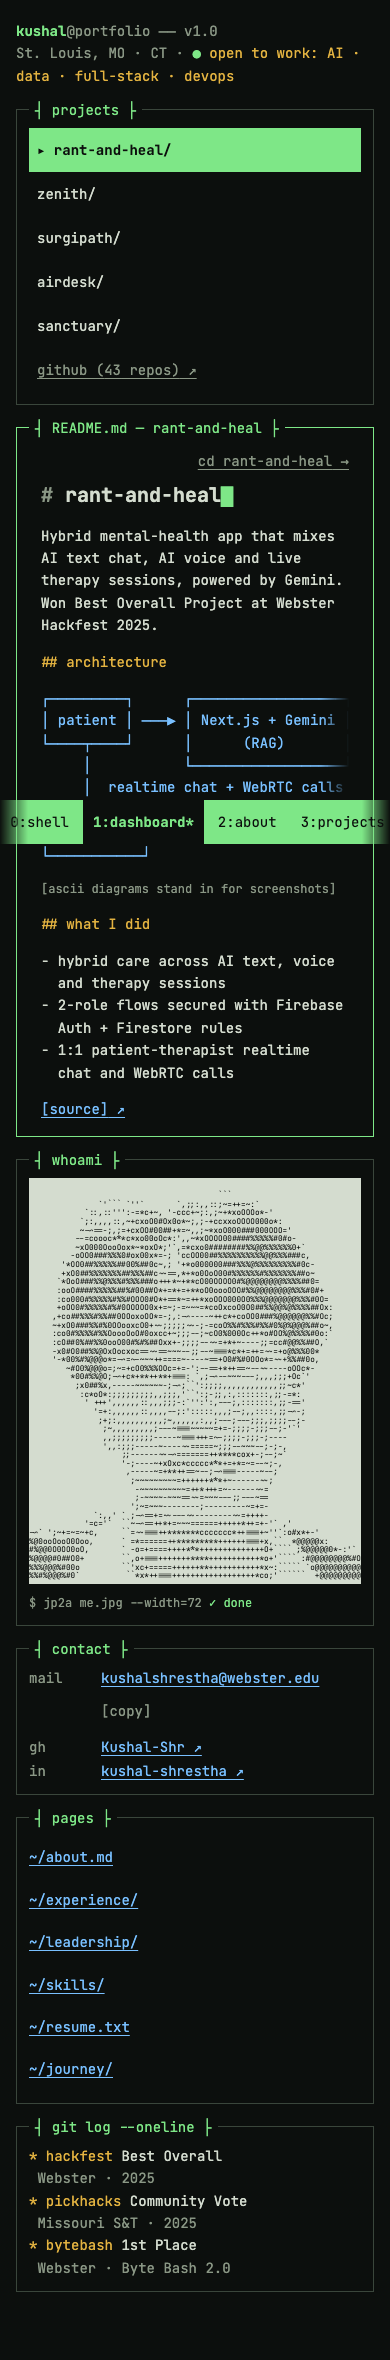 kushal@portfolio —— v1.0
St. Louis, MO · CT · ● open to work: AI ·
data · full-stack · devops
projects
▸ rant-and-heal/
zenith/
surgipath/
airdesk/
sanctuary/
github (43 repos) ↗
README.md — rant-and-heal
cd rant-and-heal →
# rant-and-heal
Hybrid mental-health app that mixes
AI text chat, AI voice and live
therapy sessions, powered by Gemini.
Won Best Overall Project at Webster
Hackfest 2025.
## architecture
patient ──▶ Next.js + Gemini
(RAG)
realtime chat + WebRTC calls
0:shell 1:dashboard* 2:about 3:projects
[ascii diagrams stand in for screenshots]
## what I did
- hybrid care across AI text, voice
and therapy sessions
- 2-role flows secured with Firebase
Auth + Firestore rules
- 1:1 patient-therapist realtime
chat and WebRTC calls
[source] ↗
whoami
$ jp2a me.jpg --width=72 ✓ done
contact
mail kushalshrestha@webster.edu
[copy]
gh Kushal-Shr ↗
in kushal-shrestha ↗
pages
~/about.md
~/experience/
~/leadership/
~/skills/
~/resume.txt
~/journey/
git log --oneline
* hackfest Best Overall
Webster · 2025
* pickhacks Community Vote
Missouri S&T · 2025
* bytebash 1st Place
Webster · Byte Bash 2.0